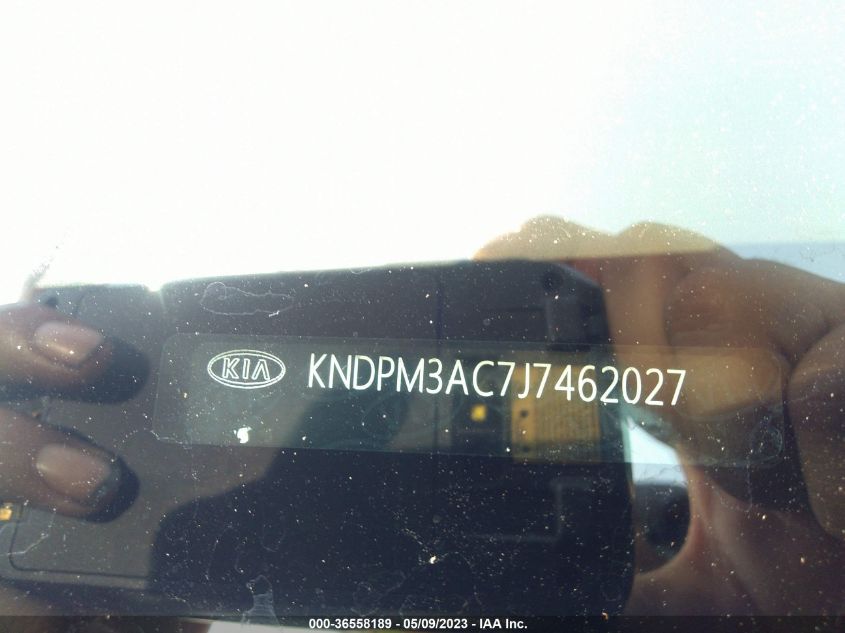 KIA KNDPM3AC7J7462027
000-36558189 - 05/09/2023 - IAA Inc.